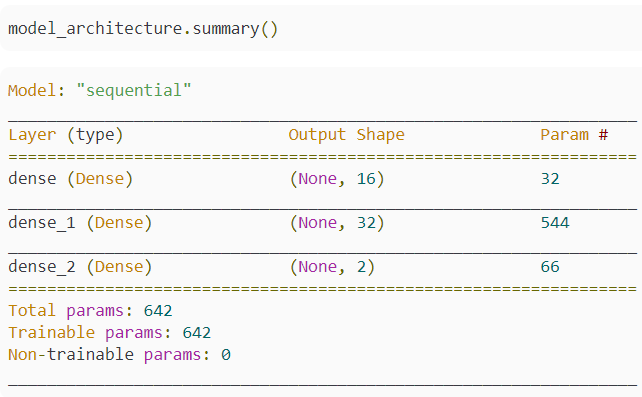 model_architecture.summary()
Model: "sequential"
_________________________________________________________________
Layer (type)                 Output Shape              Param #
=================================================================
dense (Dense)                (None, 16)                32
_________________________________________________________________
dense_1 (Dense)              (None, 32)                544
_________________________________________________________________
dense_2 (Dense)              (None, 2)                 66
=================================================================
Total params: 642
Trainable params: 642
Non-trainable params: 0
_________________________________________________________________